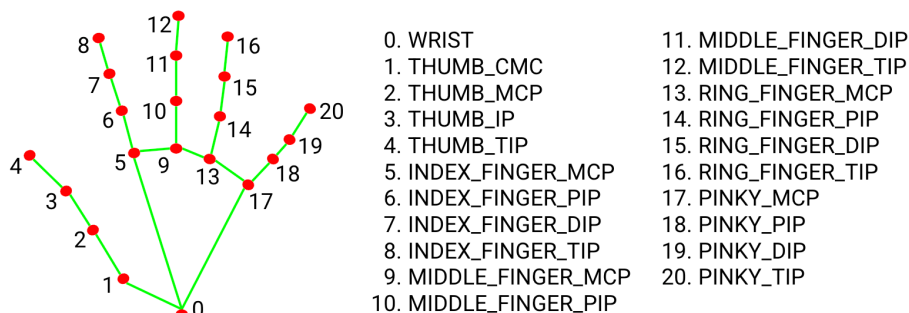 12
8
16
11
7
15
10
20
6
14
19
4
5
9
13
18
3
17
2
1
0
0. WRIST
1. THUMB_CMC
2. THUMB_MCP
3. THUMB_IP
4. THUMB_TIP
5. INDEX_FINGER_MCP
6. INDEX_FINGER_PIP
7. INDEX_FINGER_DIP
8. INDEX_FINGER_TIP
9. MIDDLE_FINGER_MCP
10. MIDDLE_FINGER_PIP
11. MIDDLE_FINGER_DIP
12. MIDDLE_FINGER_TIP
13. RING_FINGER_MCP
14. RING_FINGER_PIP
15. RING_FINGER_DIP
16. RING_FINGER_TIP
17. PINKY_MCP
18. PINKY_PIP
19. PINKY_DIP
20. PINKY_TIP